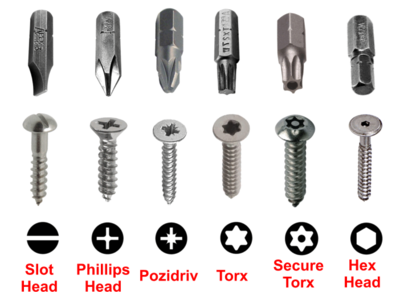 Slot
Head
Phillips
Head
Pozidriv
Torx
Secure
Torx
Hex
Head